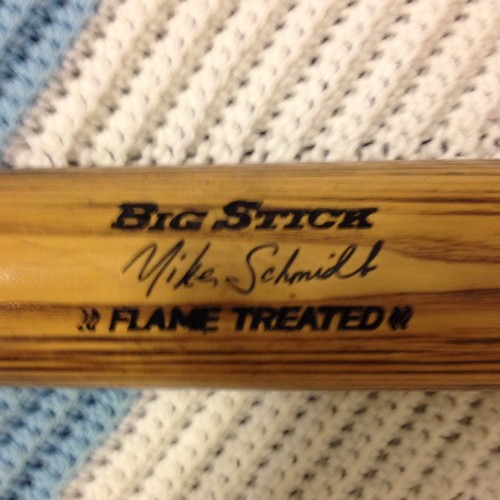 BIG STICK
Mike Schmidt
FLAME TREATED